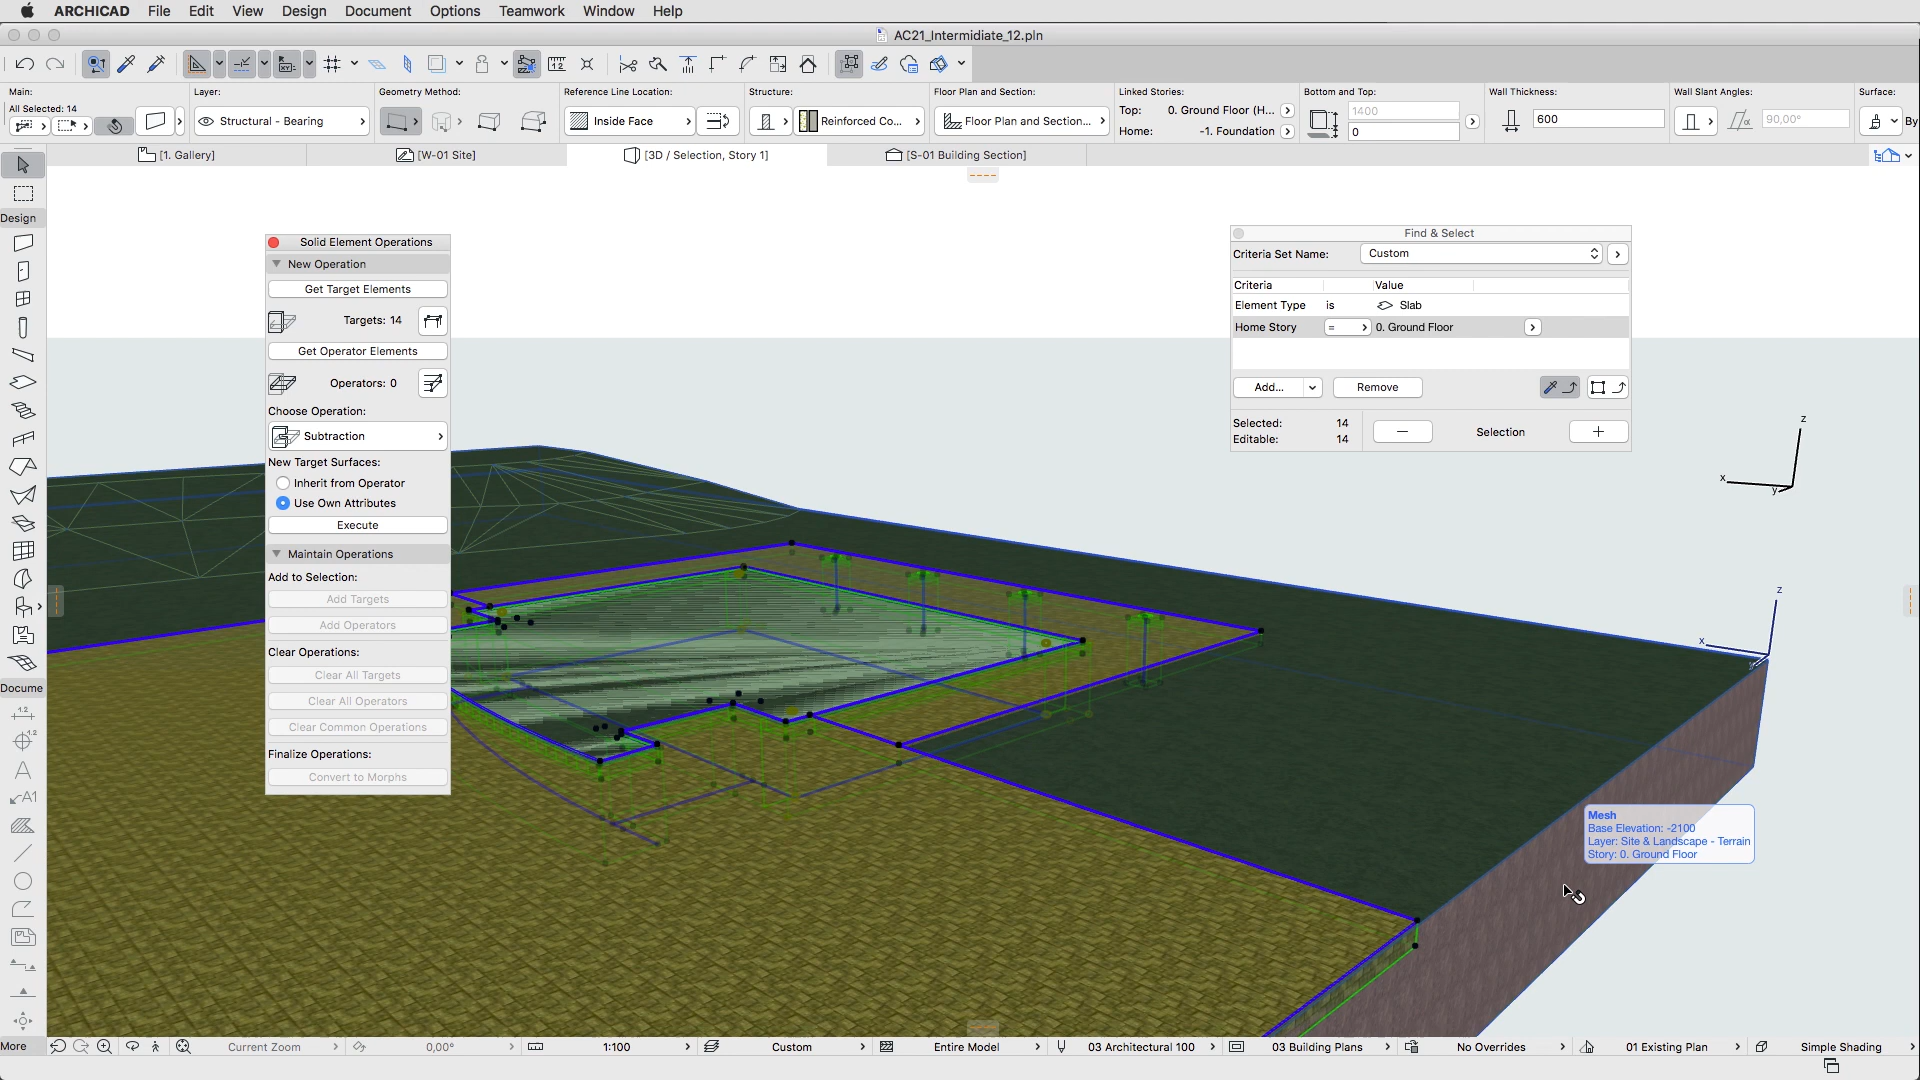 ARCHICAD File Edit View Design Document Options Teamwork Window Help
AC21_Intermidiate_12.pln
Main:
All Selected: 14
Layer:
Structural - Bearing
Geometry Method:
Reference Line Location:
Inside Face
Structure:
Reinforced Co...
Floor Plan and Section:
Floor Plan and Section...
Linked Stories:
Top: 0. Ground Floor (H...
Home: -1. Foundation
Bottom and Top:
1400
0
Wall Thickness:
600
Wall Slant Angles:
90,00°
Surface:
By
[1. Gallery]
[W-01 Site]
[3D / Selection, Story 1]
[S-01 Building Section]
Design
Docume
1.2
1.2
A
A1
More
Solid Element Operations
New Operation
Get Target Elements
Targets: 14
Get Operator Elements
Operators: 0
Choose Operation:
Subtraction
New Target Surfaces:
Inherit from Operator
Use Own Attributes
Execute
Maintain Operations
Add to Selection:
Add Targets
Add Operators
Clear Operations:
Clear All Targets
Clear All Operators
Clear Common Operations
Finalize Operations:
Convert to Morphs
Find & Select
Criteria Set Name: Custom
Criteria Value
Element Type is Slab
Home Story = 0. Ground Floor
Add... Remove
Selected: 14
Editable: 14
Selection
z
x
y
z
x
y
Mesh
Base Elevation: -2100
Layer: Site & Landscape - Terrain
Story: 0. Ground Floor
Current Zoom 0,00° 1:100 Custom Entire Model 03 Architectural 100 03 Building Plans No Overrides 01 Existing Plan Simple Shading